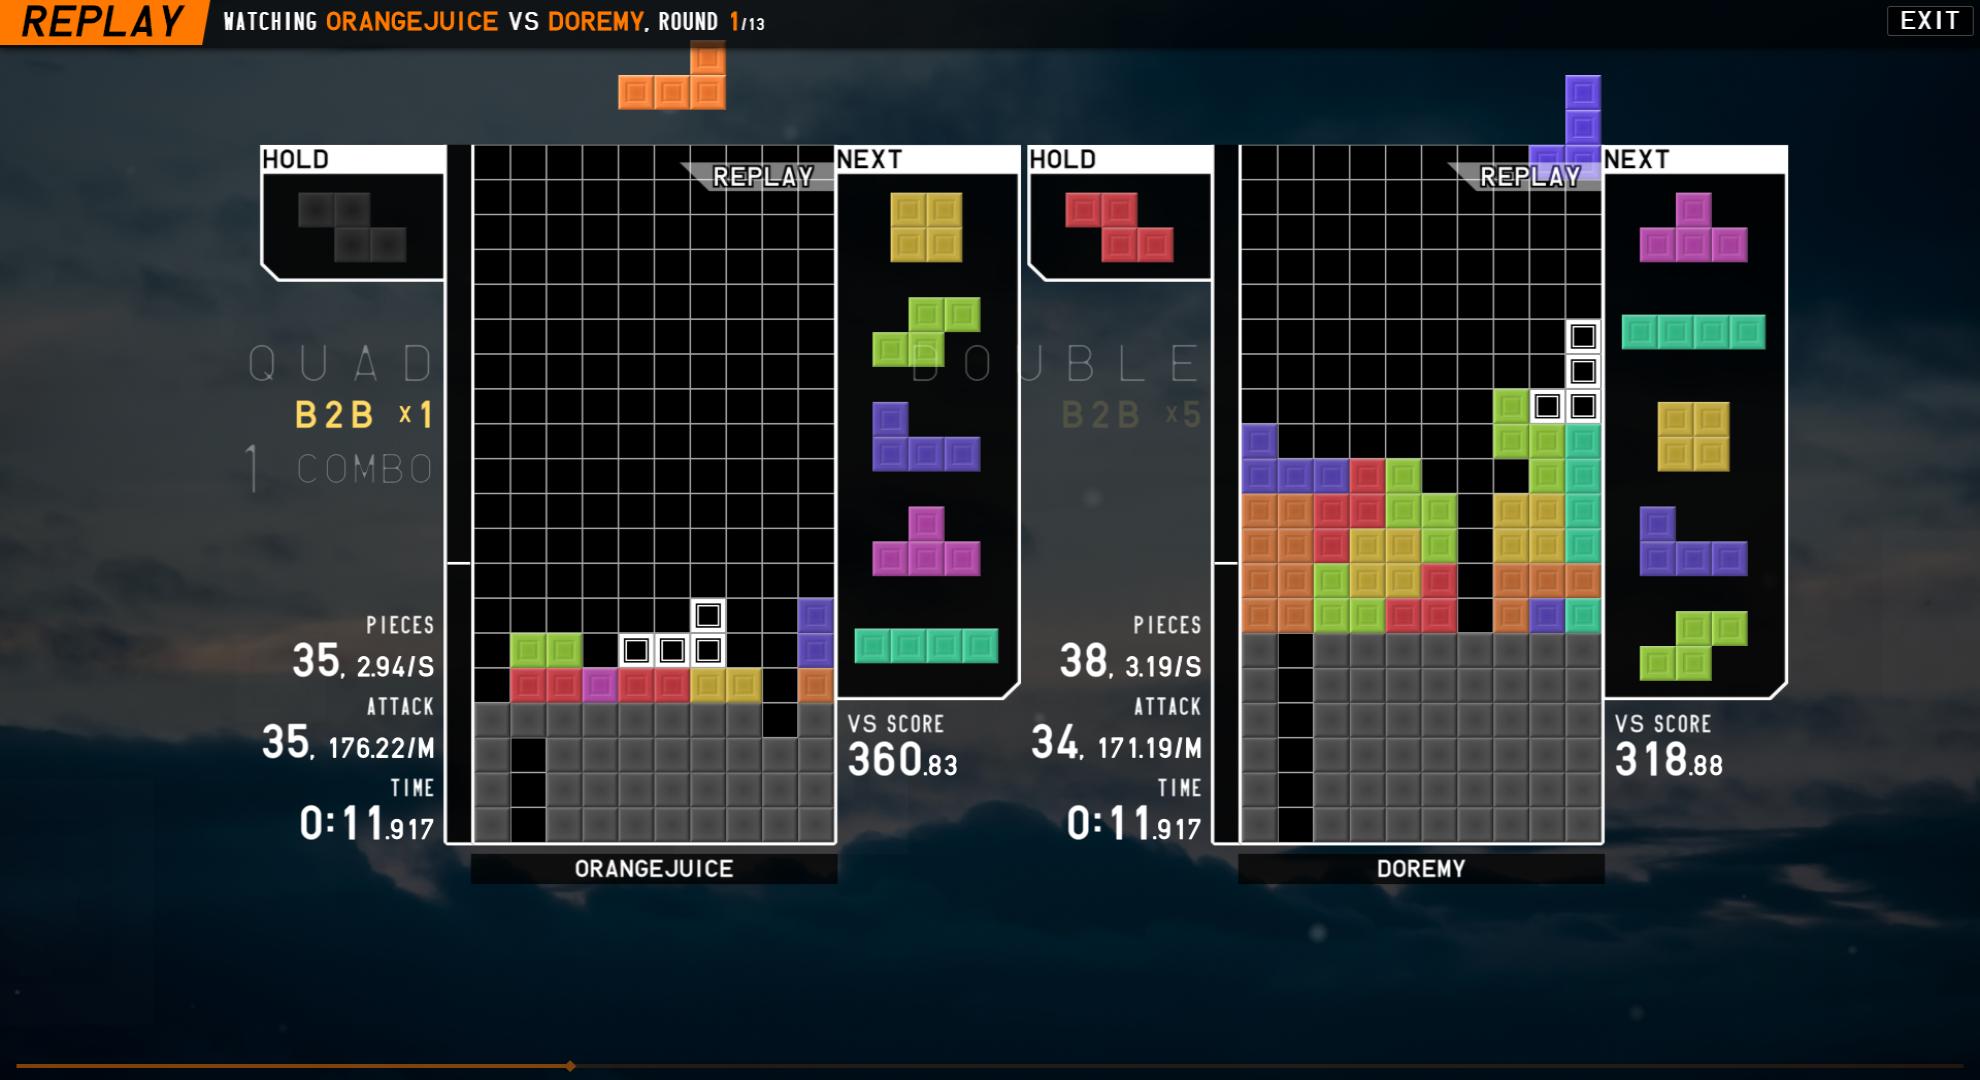 REPLAY WATCHING ORANGEJUICE VS DOREMY, ROUND 1/13 EXIT
HOLD
REPLAY
NEXT
QUAD
B2B x1
1 COMBO
PIECES
35, 2.94/S
ATTACK
35, 176.22/M
TIME
0:11.917
VS SCORE
360.83
ORANGEJUICE
HOLD
REPLAY
NEXT
DOUBLE
B2B x5
PIECES
38, 3.19/S
ATTACK
34, 171.19/M
TIME
0:11.917
VS SCORE
318.88
DOREMY